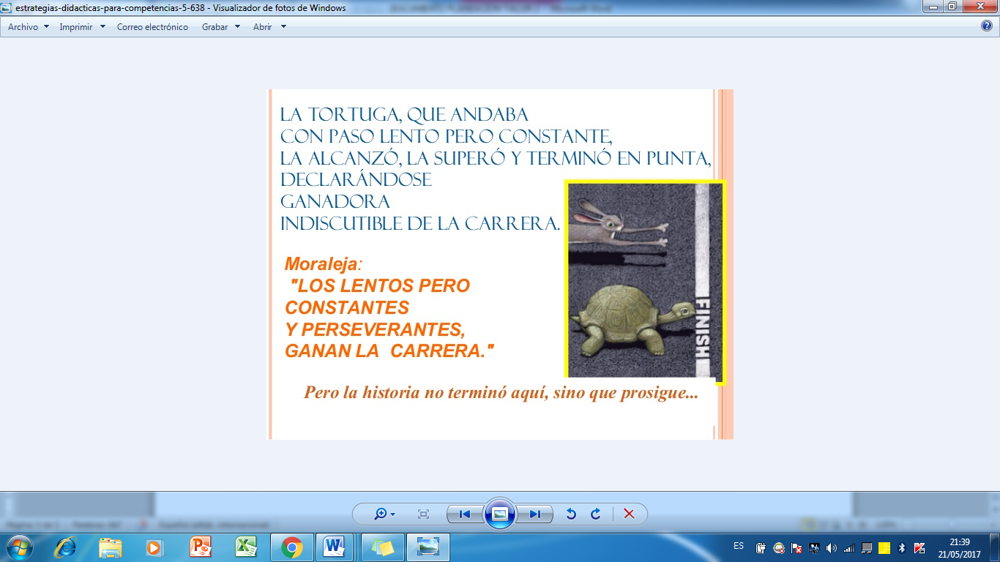 estrategias-didacticas-para-competencias-5-638 - Visualizador de fotos de Windows
Archivo Imprimir Correo electrónico Grabar Abrir
LA TORTUGA, QUE ANDABA
CON PASO LENTO PERO CONSTANTE,
LA ALCANZÓ, LA SUPERÓ Y TERMINÓ EN PUNTA,
DECLARÁNDOSE
GANADORA
INDISCUTIBLE DE LA CARRERA.
Moraleja:
"LOS LENTOS PERO
CONSTANTES
Y PERSEVERANTES,
GANAN LA CARRERA."
FINISH
Pero la historia no terminó aquí, sino que prosigue...
ES
21:39
21/05/2017